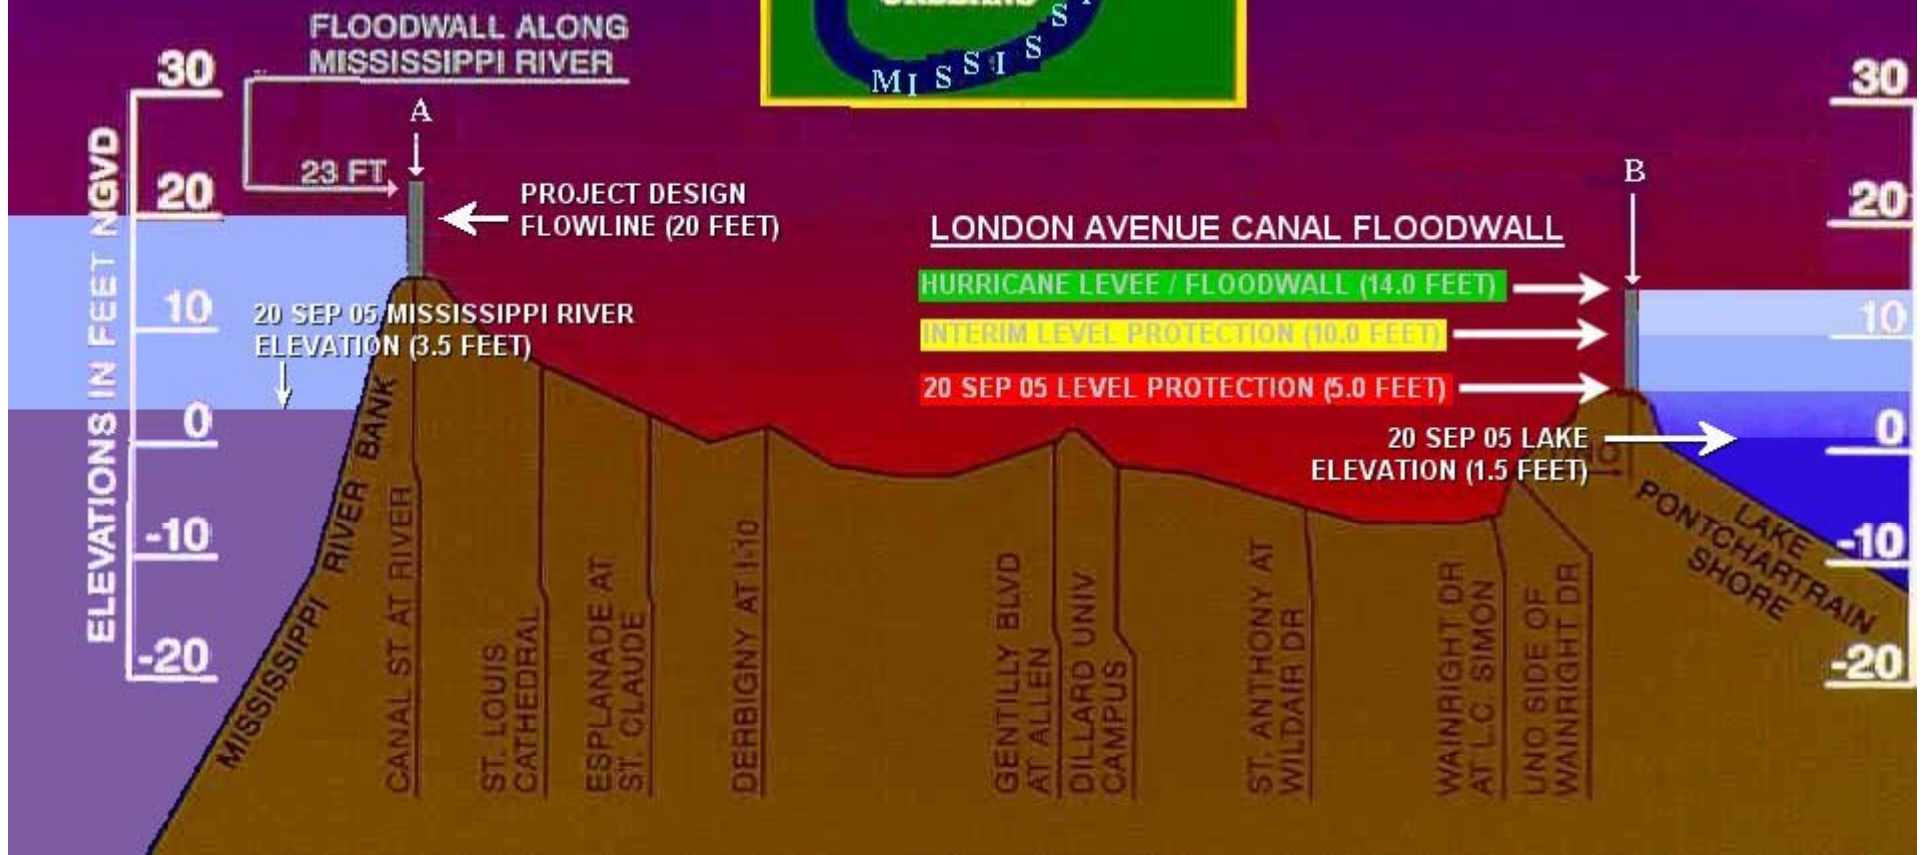 FLOODWALL ALONG
MISSISSIPPI RIVER
MISSISS
30
20
10
0
-10
-20
ELEVATIONS IN FEET NGVD
A
23 FT
PROJECT DESIGN
FLOWLINE (20 FEET)
20 SEP 05 MISSISSIPPI RIVER
ELEVATION (3.5 FEET)
B
LONDON AVENUE CANAL FLOODWALL
HURRICANE LEVEE / FLOODWALL (14.0 FEET)
INTERIM LEVEL PROTECTION (10.0 FEET)
20 SEP 05 LEVEL PROTECTION (5.0 FEET)
20 SEP 05 LAKE
ELEVATION (1.5 FEET)
30
20
10
0
-10
-20
MISSISSIPPI RIVER BANK
CANAL ST AT RIVER
ST. LOUIS
CATHEDRAL
ESPLANADE AT
ST. CLAUDE
DERBIGNY AT I-10
GENTILLY BLVD
AT ALLEN
DILLARD UNIV
CAMPUS
ST. ANTHONY AT
WILDAIR DR
WAINRIGHT DR
AT L.C. SIMON
UNO SIDE OF
WAINRIGHT DR
LAKE
PONTCHARTRAIN
SHORE